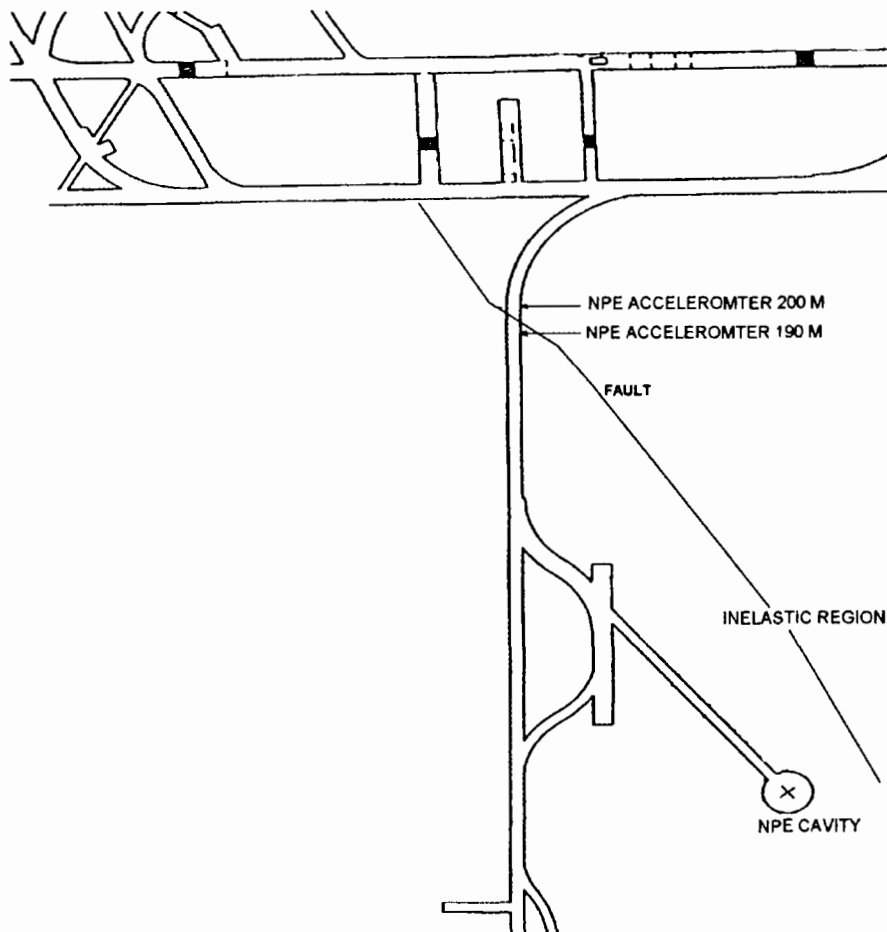 NPE ACCELEROMTER 200 M
NPE ACCELEROMTER 190 M
FAULT
INELASTIC REGION
NPE CAVITY